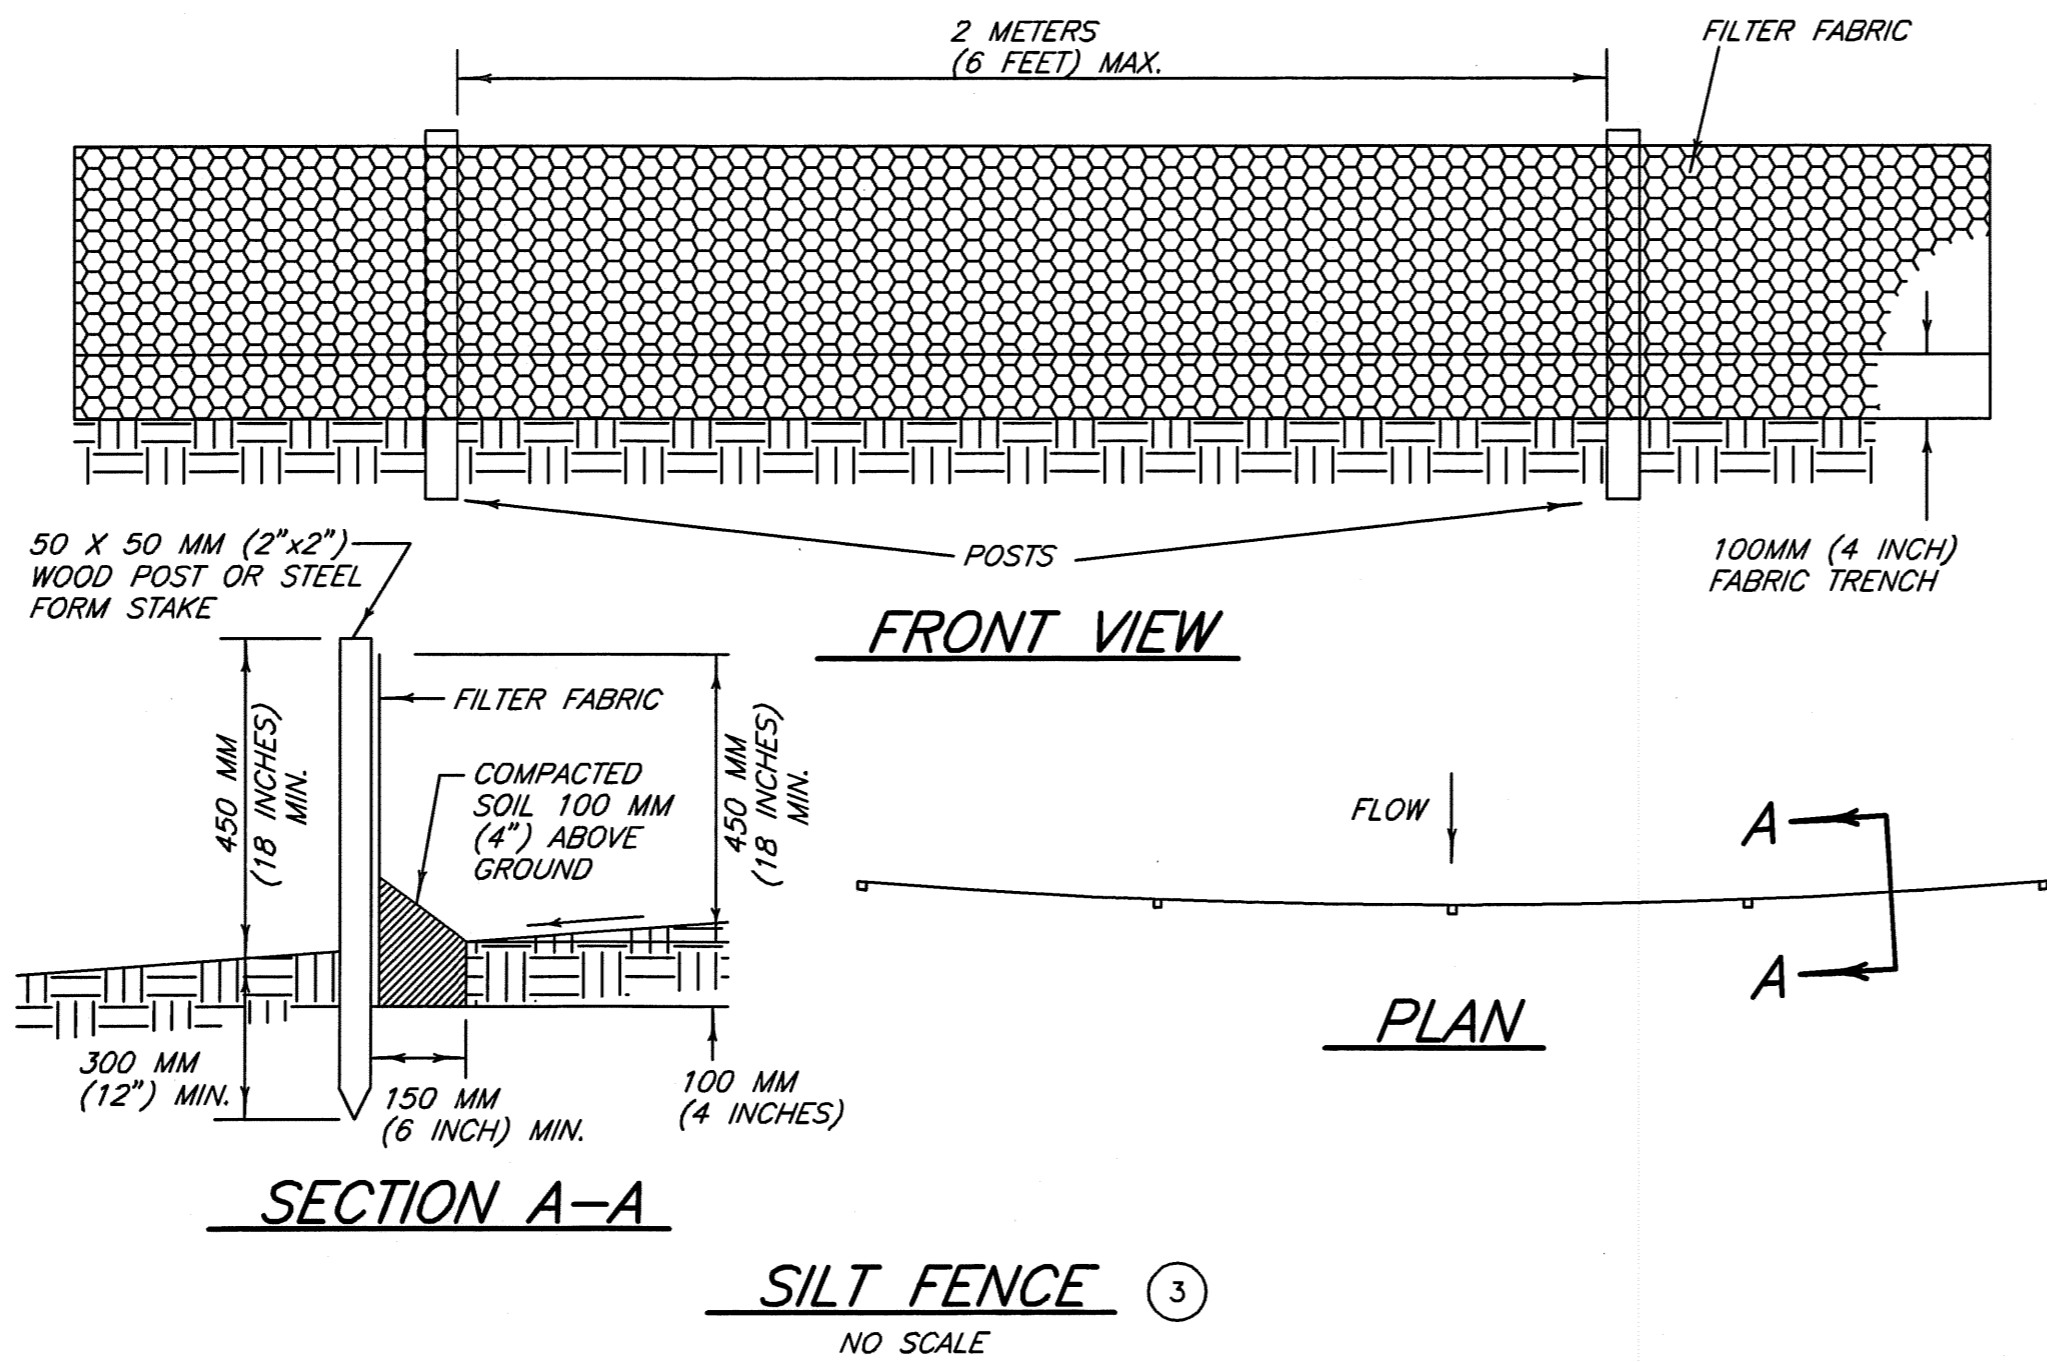 2 METERS
(6 FEET) MAX.
FILTER FABRIC
POSTS
100MM (4 INCH)
FABRIC TRENCH
FRONT VIEW
50 X 50 MM (2"x2")
WOOD POST OR STEEL
FORM STAKE
FILTER FABRIC
450 MM
(18 INCHES)
MIN.
COMPACTED
SOIL 100 MM
(4") ABOVE
GROUND
450 MM
(18 INCHES)
MIN.
300 MM
(12") MIN.
150 MM
(6 INCH) MIN.
100 MM
(4 INCHES)
SECTION A-A
FLOW
A
A
PLAN
SILT FENCE 3
NO SCALE